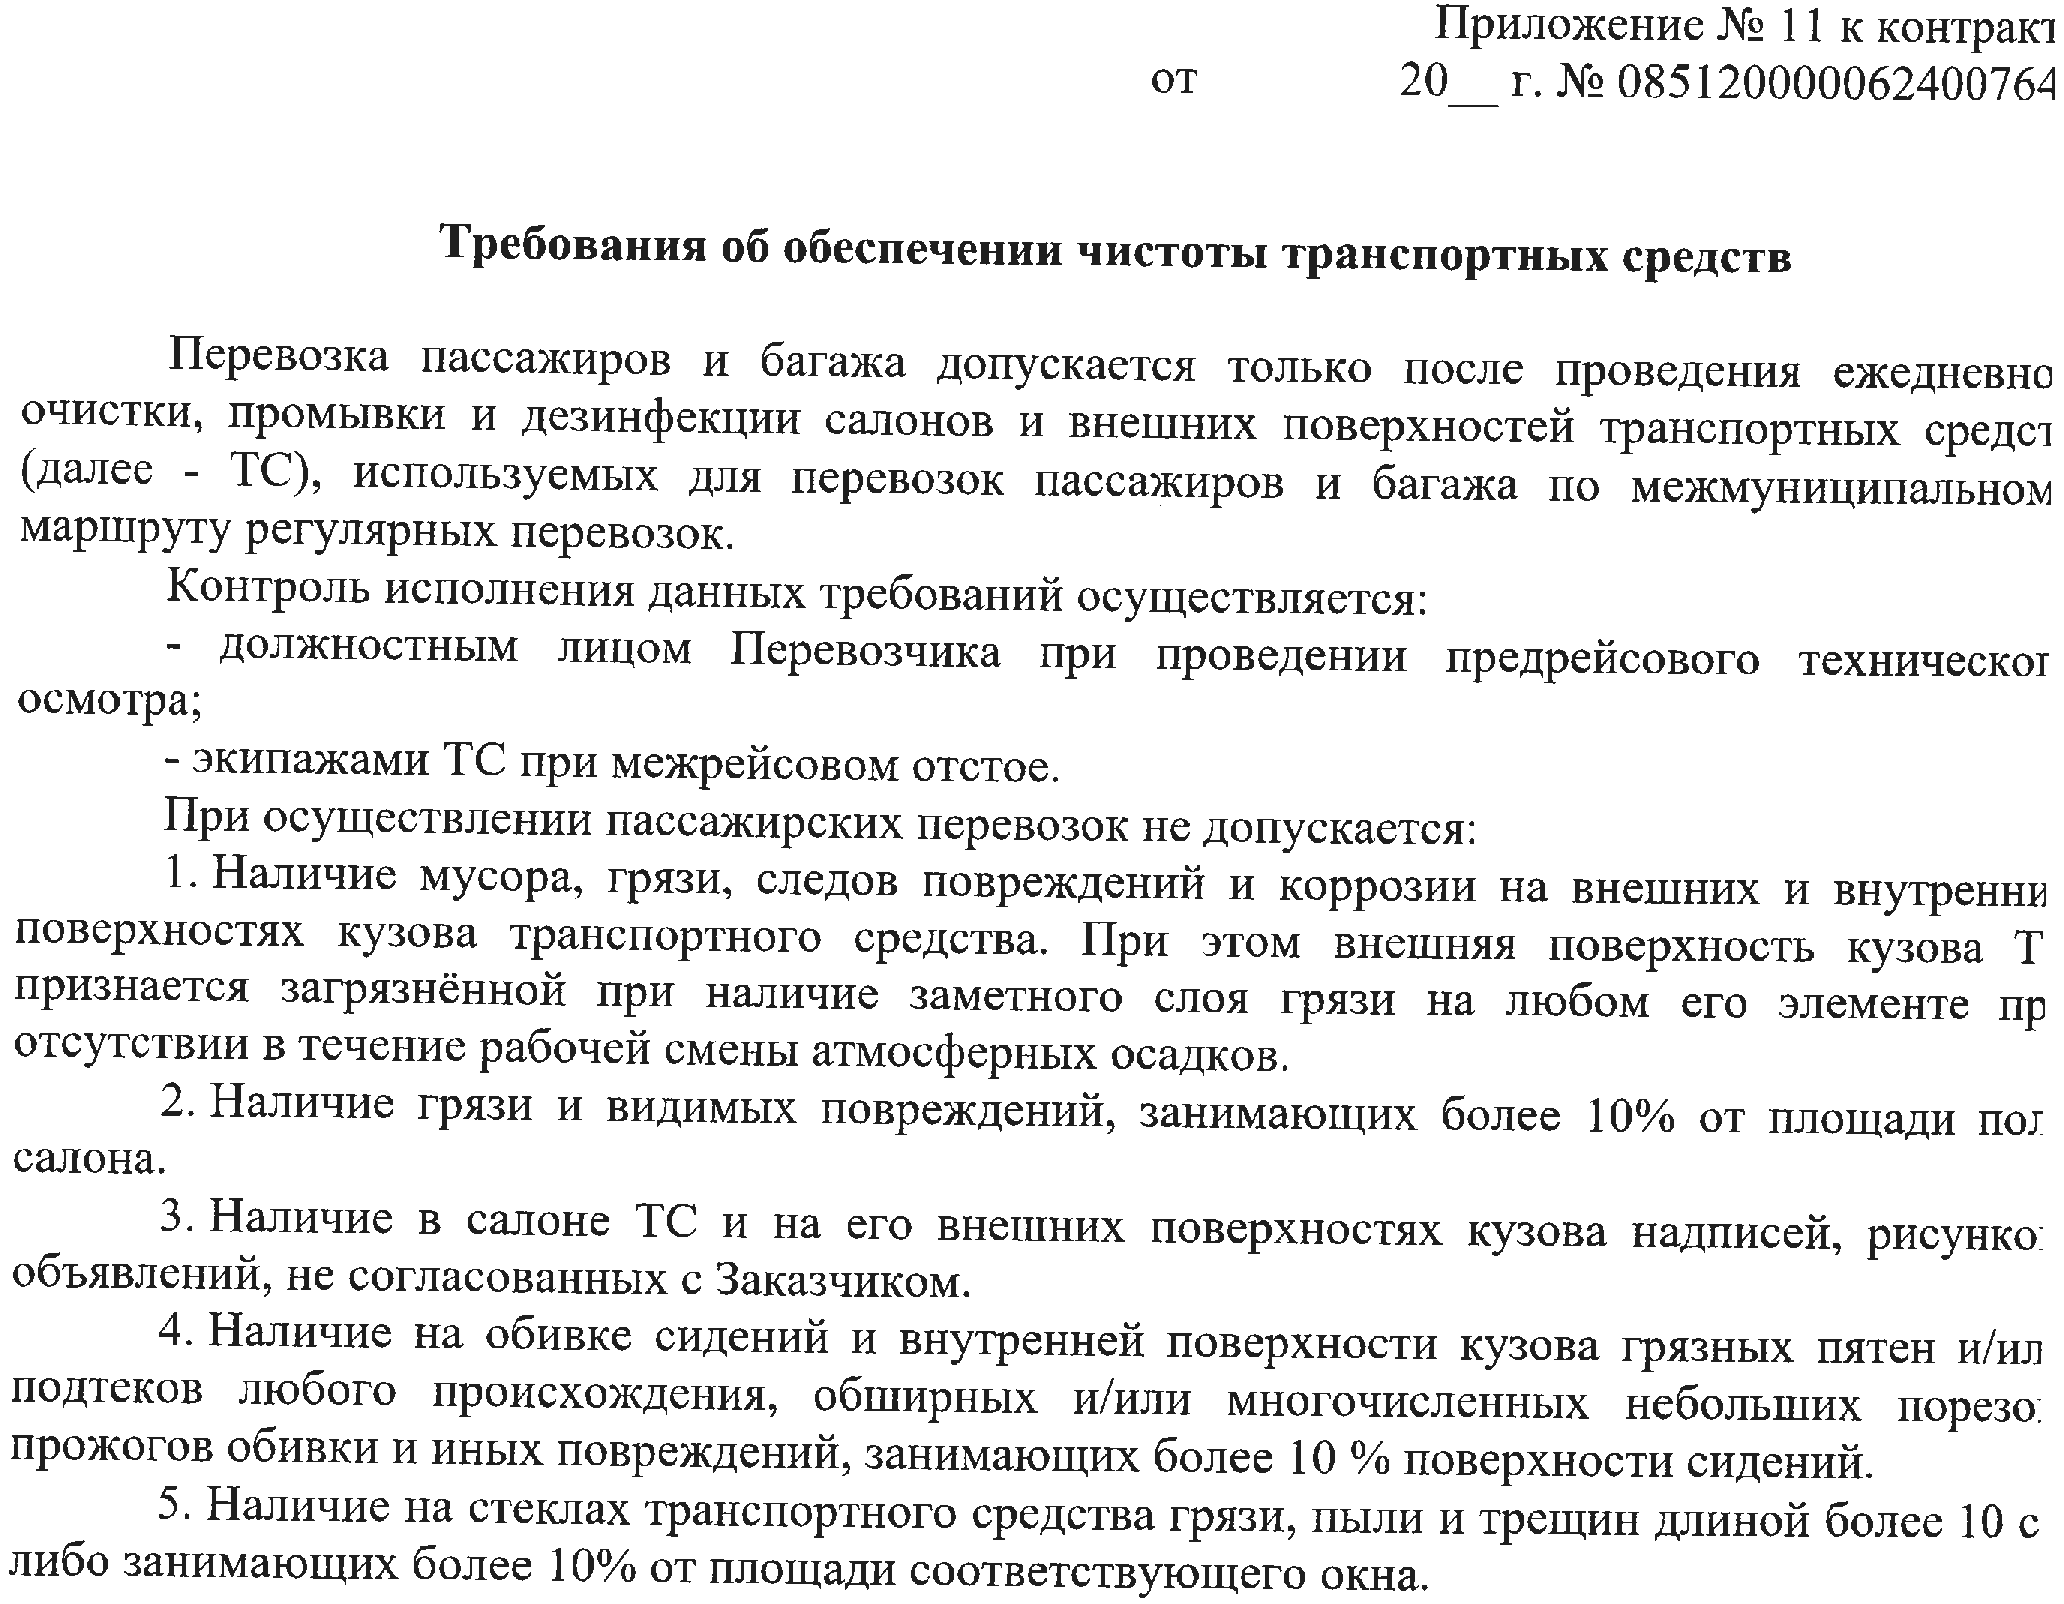 Приложение № 11 к контракт
от 20__ г. № 085120000062400764
Требования об обеспечении чистоты транспортных средств
Перевозка пассажиров и багажа допускается только после проведения ежедневно
очистки, промывки и дезинфекции салонов и внешних поверхностей транспортных средст
(далее - ТС), используемых для перевозок пассажиров и багажа по межмуниципальном
маршруту регулярных перевозок.
Контроль исполнения данных требований осуществляется:
- должностным лицом Перевозчика при проведении предрейсового техническог
осмотра;
- экипажами ТС при межрейсовом отстое.
При осуществлении пассажирских перевозок не допускается:
1. Наличие мусора, грязи, следов повреждений и коррозии на внешних и внутренни
поверхностях кузова транспортного средства. При этом внешняя поверхность кузова Т
признается загрязнённой при наличие заметного слоя грязи на любом его элементе пр
отсутствии в течение рабочей смены атмосферных осадков.
2. Наличие грязи и видимых повреждений, занимающих более 10% от площади пол
салона.
3. Наличие в салоне ТС и на его внешних поверхностях кузова надписей, рисунко
объявлений, не согласованных с Заказчиком.
4. Наличие на обивке сидений и внутренней поверхности кузова грязных пятен и/ил
подтеков любого происхождения, обширных и/или многочисленных небольших порезо
прожогов обивки и иных повреждений, занимающих более 10 % поверхности сидений.
5. Наличие на стеклах транспортного средства грязи, пыли и трещин длиной более 10 с
либо занимающих более 10% от площади соответствующего окна.